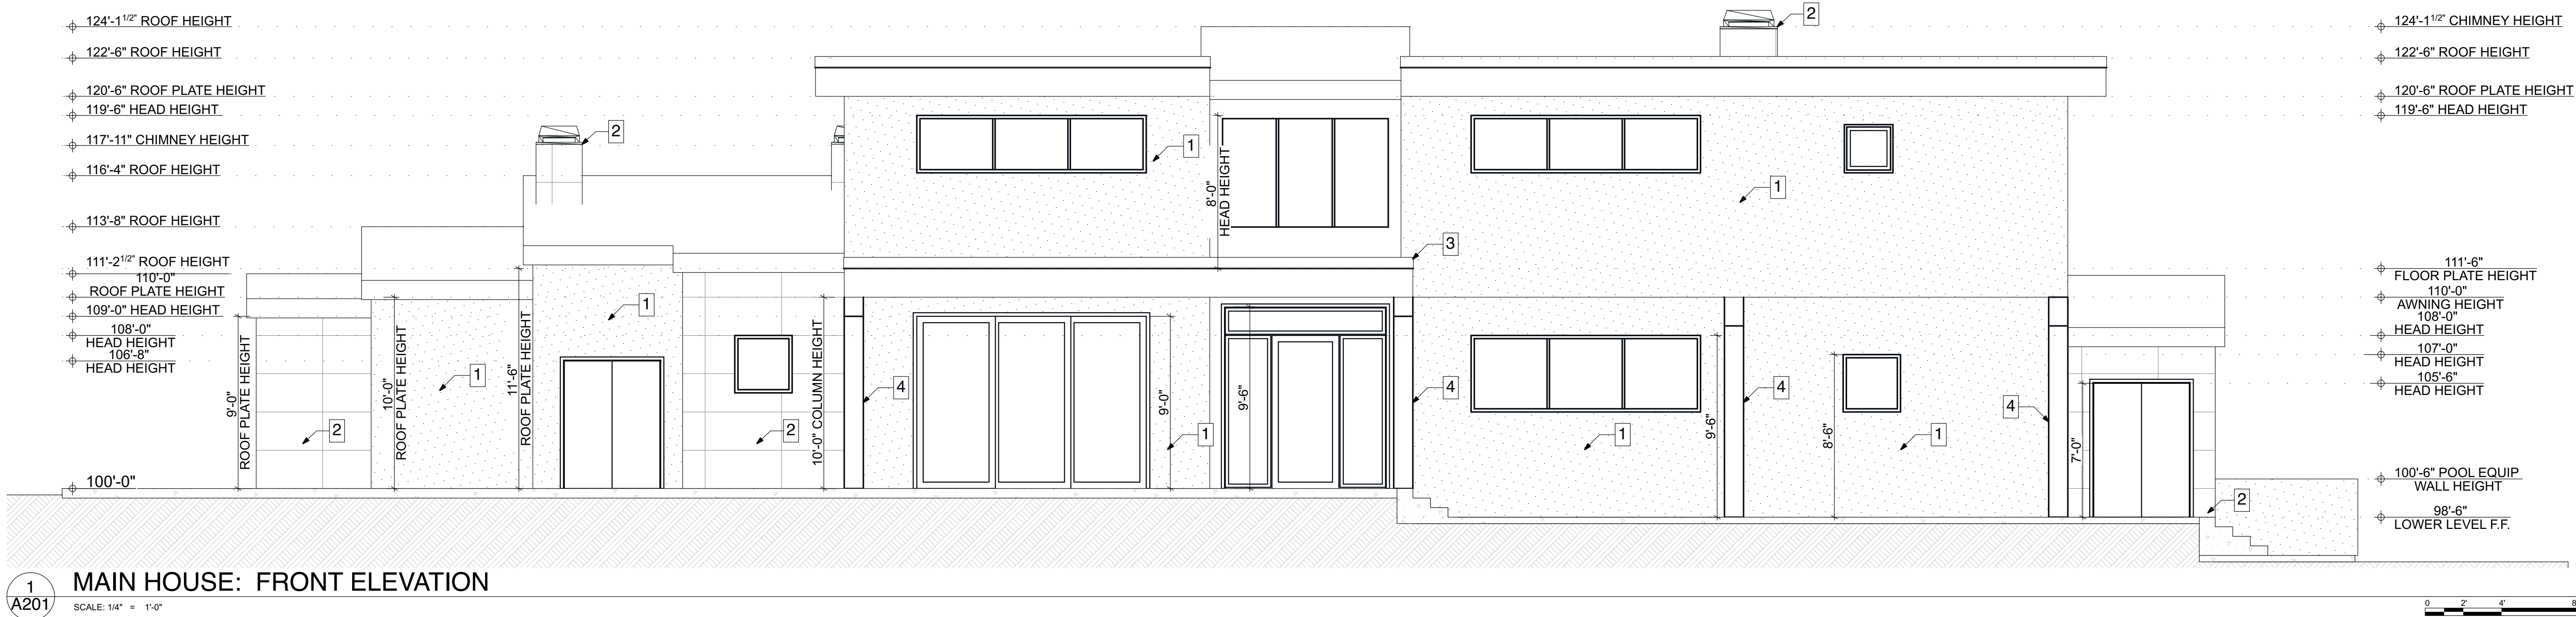 124'-1 1/2" ROOF HEIGHT
122'-6" ROOF HEIGHT
120'-6" ROOF PLATE HEIGHT
119'-6" HEAD HEIGHT
117'-11" CHIMNEY HEIGHT
116'-4" ROOF HEIGHT
113'-8" ROOF HEIGHT
111'-2 1/2" ROOF HEIGHT
110'-0"
ROOF PLATE HEIGHT
109'-0" HEAD HEIGHT
108'-0"
HEAD HEIGHT
106'-8"
HEAD HEIGHT
100'-0"
9'-0"
ROOF PLATE HEIGHT
2
10'-0"
ROOF PLATE HEIGHT
1
11'-6"
ROOF PLATE HEIGHT
2
1
2
10'-0" COLUMN HEIGHT
4
1
9'-0"
1
8'-0"
HEAD HEIGHT
9'-6"
3
4
2
1
1
9'-6"
4
8'-6"
1
4
7'-0"
2
124'-1 1/2" CHIMNEY HEIGHT
122'-6" ROOF HEIGHT
120'-6" ROOF PLATE HEIGHT
119'-6" HEAD HEIGHT
111'-6"
FLOOR PLATE HEIGHT
110'-0"
AWNING HEIGHT
108'-0"
HEAD HEIGHT
107'-0"
HEAD HEIGHT
105'-6"
HEAD HEIGHT
100'-6" POOL EQUIP
WALL HEIGHT
98'-6"
LOWER LEVEL F.F.
1
A201
MAIN HOUSE: FRONT ELEVATION
SCALE: 1/4" = 1'-0"
0 2' 4' 8